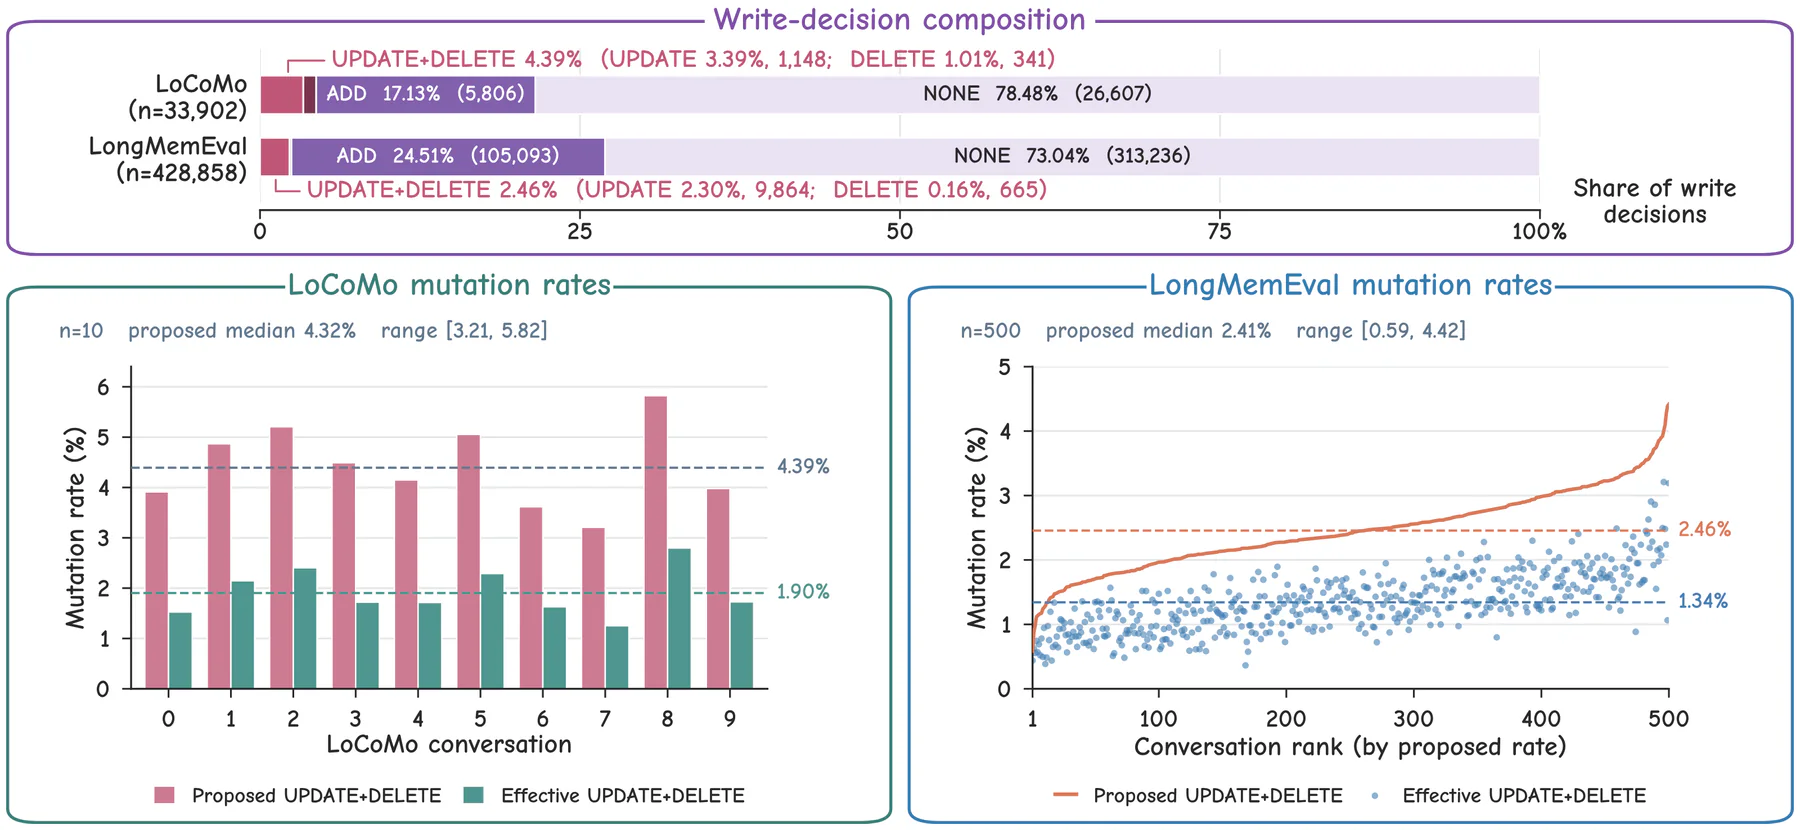 Write-decision composition
UPDATE+DELETE 4.39% (UPDATE 3.39%, 1,148; DELETE 1.01%, 341)
LoCoMo
(n=33,902)
ADD 17.13% (5,806)
NONE 78.48% (26,607)
LongMemEval
(n=428,858)
ADD 24.51% (105,093)
NONE 73.04% (313,236)
UPDATE+DELETE 2.46% (UPDATE 2.30%, 9,864; DELETE 0.16%, 665)
0 25 50 75 100%
Share of write
decisions
LoCoMo mutation rates
n=10 proposed median 4.32% range [3.21, 5.82]
Mutation rate (%)
6
5
4
3
2
1
0
4.39%
1.90%
0 1 2 3 4 5 6 7 8 9
LoCoMo conversation
Proposed UPDATE+DELETE
Effective UPDATE+DELETE
LongMemEval mutation rates
n=500 proposed median 2.41% range [0.59, 4.42]
Mutation rate (%)
5
4
3
2
1
0
2.46%
1.34%
1 100 200 300 400 500
Conversation rank (by proposed rate)
Proposed UPDATE+DELETE
Effective UPDATE+DELETE